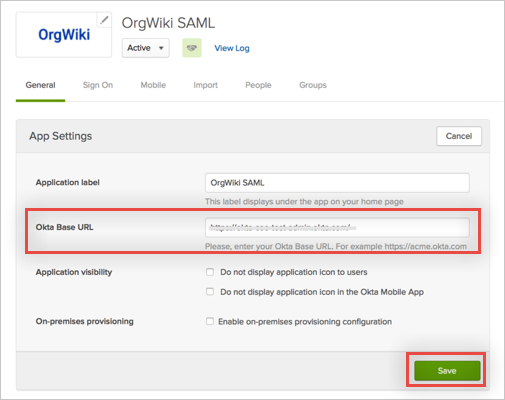 OrgWiki
OrgWiki SAML
Active
View Log
General Sign On Mobile Import People Groups
App Settings
Cancel
Application label
OrgWiki SAML
This label displays under the app on your home page
Okta Base URL
Please, enter your Okta Base URL. For example https://acme.okta.com
Application visibility
Do not display application icon to users
Do not display application icon in the Okta Mobile App
On-premises provisioning
Enable on-premises provisioning configuration
Save